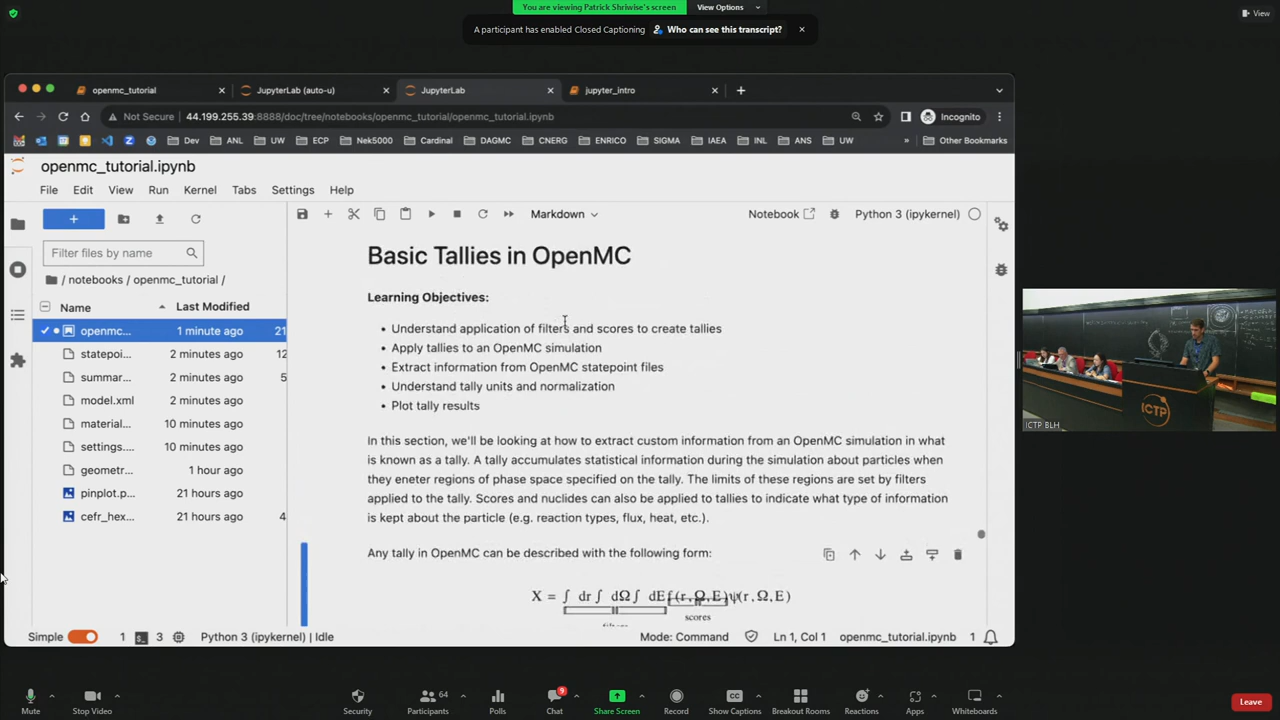 You are viewing Patrick Shriwise's screen
View Options
View
A participant has enabled Closed Captioning
Who can see this transcript?
openmc_tutorial
JupyterLab (auto-u)
JupyterLab
jupyter_intro
Not Secure
44.199.255.39:8888/doc/tree/notebooks/openmc_tutorial/openmc_tutorial.ipynb
Incognito
Dev
ANL
UW
ECP
Nek5000
Cardinal
DAGMC
CNERG
ENRICO
SIGMA
IAEA
INL
ANS
UW
»
Other Bookmarks
openmc_tutorial.ipynb
File
Edit
View
Run
Kernel
Tabs
Settings
Help
Markdown
Notebook
Python 3 (ipykernel)
Filter files by name
/ notebooks / openmc_tutorial /
Name
Last Modified
openmc...
1 minute ago
21
statepoi...
2 minutes ago
12
summar...
2 minutes ago
5
model.xml
2 minutes ago
material...
10 minutes ago
settings....
10 minutes ago
geometr...
1 hour ago
pinplot.p...
21 hours ago
cefr_hex...
21 hours ago
4
Basic Tallies in OpenMC
Learning Objectives:
• Understand application of filters and scores to create tallies
• Apply tallies to an OpenMC simulation
• Extract information from OpenMC statepoint files
• Understand tally units and normalization
• Plot tally results
In this section, we'll be looking at how to extract custom information from an OpenMC simulation in what
is known as a tally. A tally accumulates statistical information during the simulation about particles when
they eneter regions of phase space specified on the tally. The limits of these regions are set by filters
applied to the tally. Scores and nuclides can also be applied to tallies to indicate what type of information
is kept about the particle (e.g. reaction types, flux, heat, etc.).
Any tally in OpenMC can be described with the following form:
X = ∫ dr ∫ dΩ ∫ dE f(r, Ω, E) ψ(r, Ω, E)
scores
Simple
1
3
Python 3 (ipykernel) | Idle
Mode: Command
Ln 1, Col 1
openmc_tutorial.ipynb
1
ICTP
ICTP BLH
Mute
Stop Video
Security
Participants
64
Polls
Chat
9
Share Screen
Record
Show Captions
Breakout Rooms
Reactions
Apps
Whiteboards
Leave